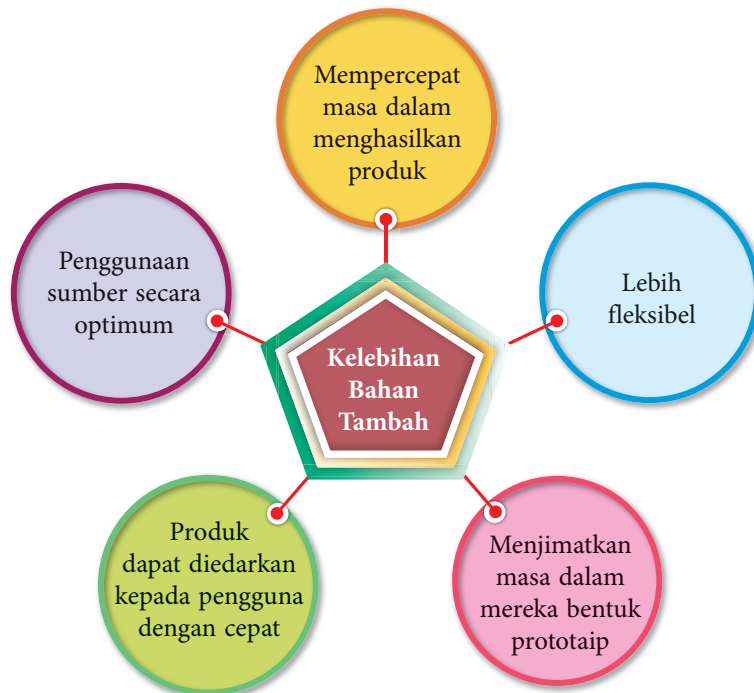 Mempercepat
masa dalam
menghasilkan
produk
Penggunaan
sumber secara
optimum
Lebih
fleksibel
Kelebihan
Bahan
Tambah
Produk
dapat diedarkan
kepada pengguna
dengan cepat
Menjimatkan
masa dalam
mereka bentuk
prototaip